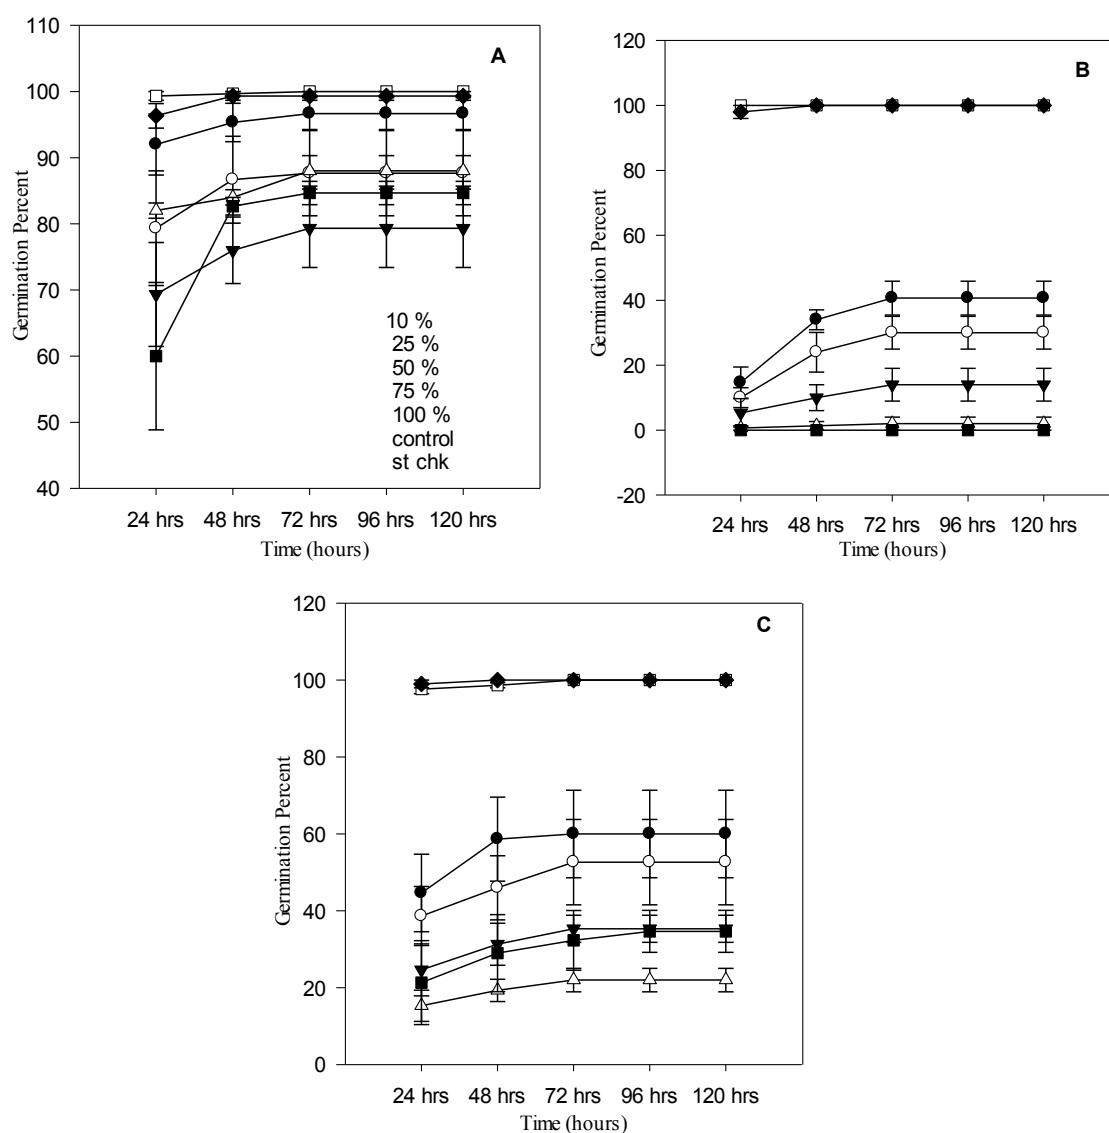 A
110
100
90
80
70
60
50
40
Germination Percent
10 %
25 %
50 %
75 %
100 %
control
st chk
24 hrs 48 hrs 72 hrs 96 hrs 120 hrs
Time (hours)
B
120
100
80
60
40
20
0
-20
Germination Percent
24 hrs 48 hrs 72 hrs 96 hrs 120 hrs
Time (hours)
C
120
100
80
60
40
20
0
Germination Percent
24 hrs 48 hrs 72 hrs 96 hrs 120 hrs
Time (hours)